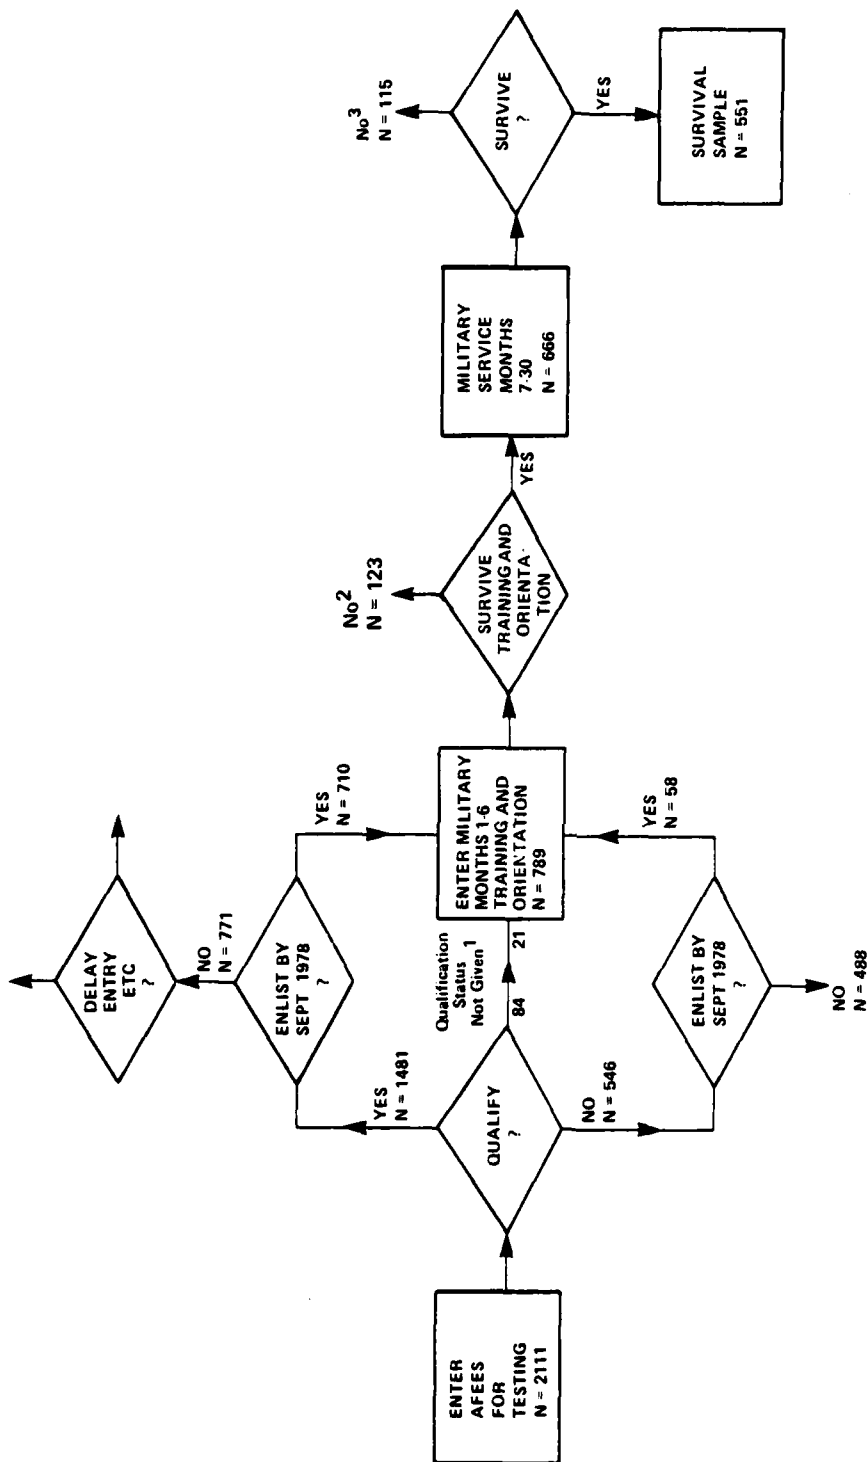 ENTER
AFEES
FOR
TESTING
N = 2111
QUALIFY
?
YES
N = 1481
NO
N = 546
Qualification
Status
Not Given¹
84
21
ENLIST BY
SEPT 1978
?
NO
N = 771
DELAY
ENTRY
ETC
?
YES
N = 710
ENLIST BY
SEPT 1978
?
NO
N = 488
YES
N = 58
ENTER MILITARY
MONTHS 1-6
TRAINING AND
ORIENTATION
N = 789
SURVIVE
TRAINING AND
ORIENTA-
TION
No²
N = 123
YES
MILITARY
SERVICE
MONTHS
7-30
N = 666
SURVIVE
?
No³
N = 115
YES
SURVIVAL
SAMPLE
N = 551